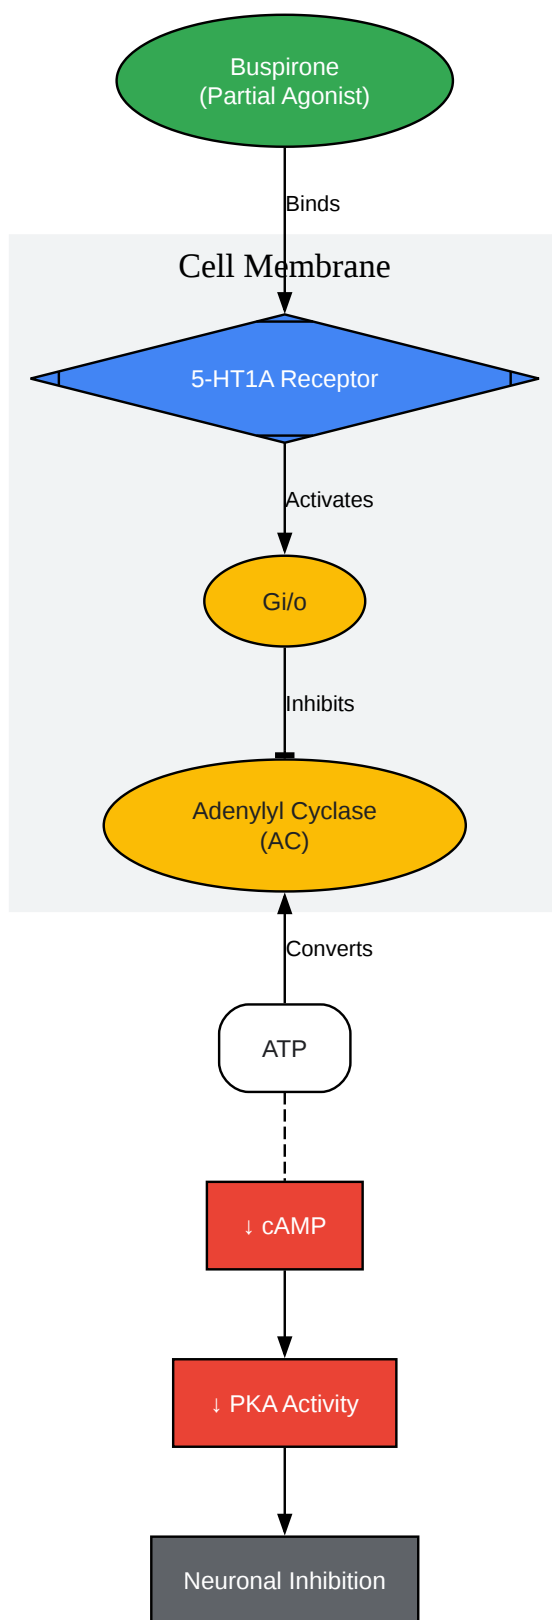 Buspirone
(Partial Agonist)
Binds
Cell Membrane
5-HT1A Receptor
Activates
Gi/o
Inhibits
Adenylyl Cyclase
(AC)
Converts
ATP
↓ cAMP
↓ PKA Activity
Neuronal Inhibition